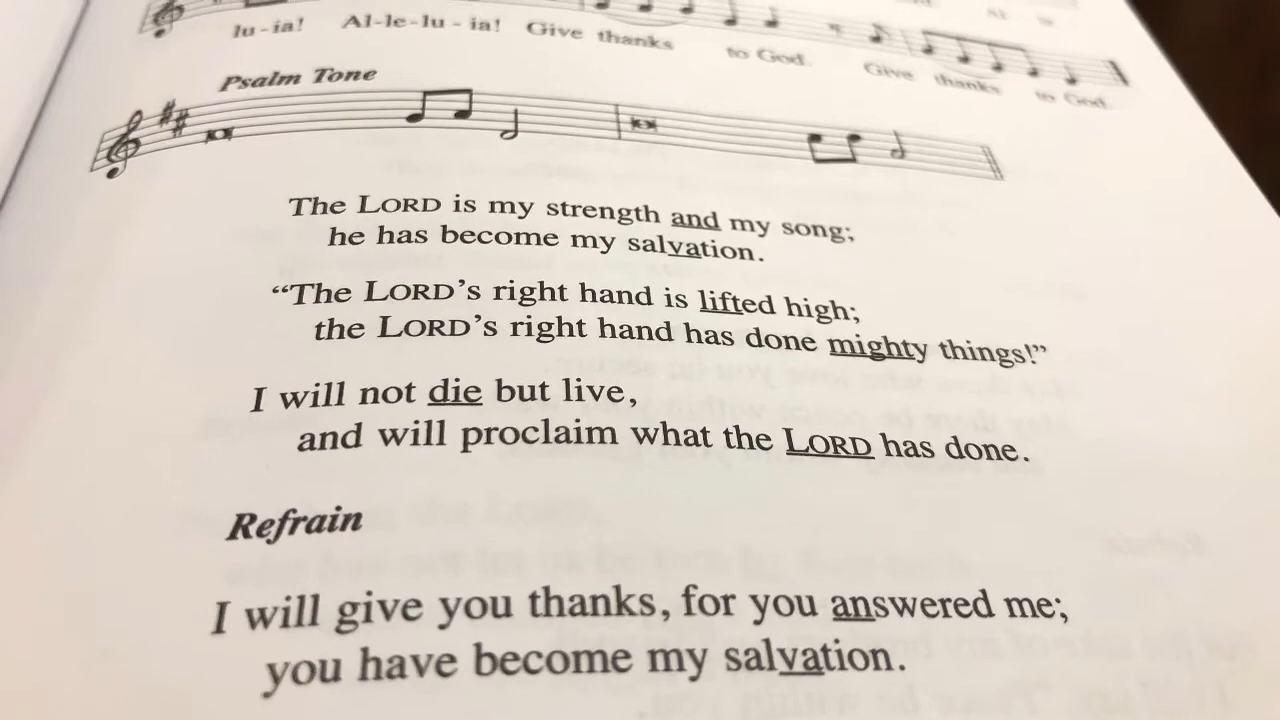 lu - ia! Al - le - lu - ia! Give thanks to God. Give thanks to God.
Psalm Tone
The LORD is my strength and my song;
he has become my salvation.
“The LORD’s right hand is lifted high;
the LORD’s right hand has done mighty things!”
I will not die but live,
and will proclaim what the LORD has done.
Refrain
I will give you thanks, for you answered me;
you have become my salvation.